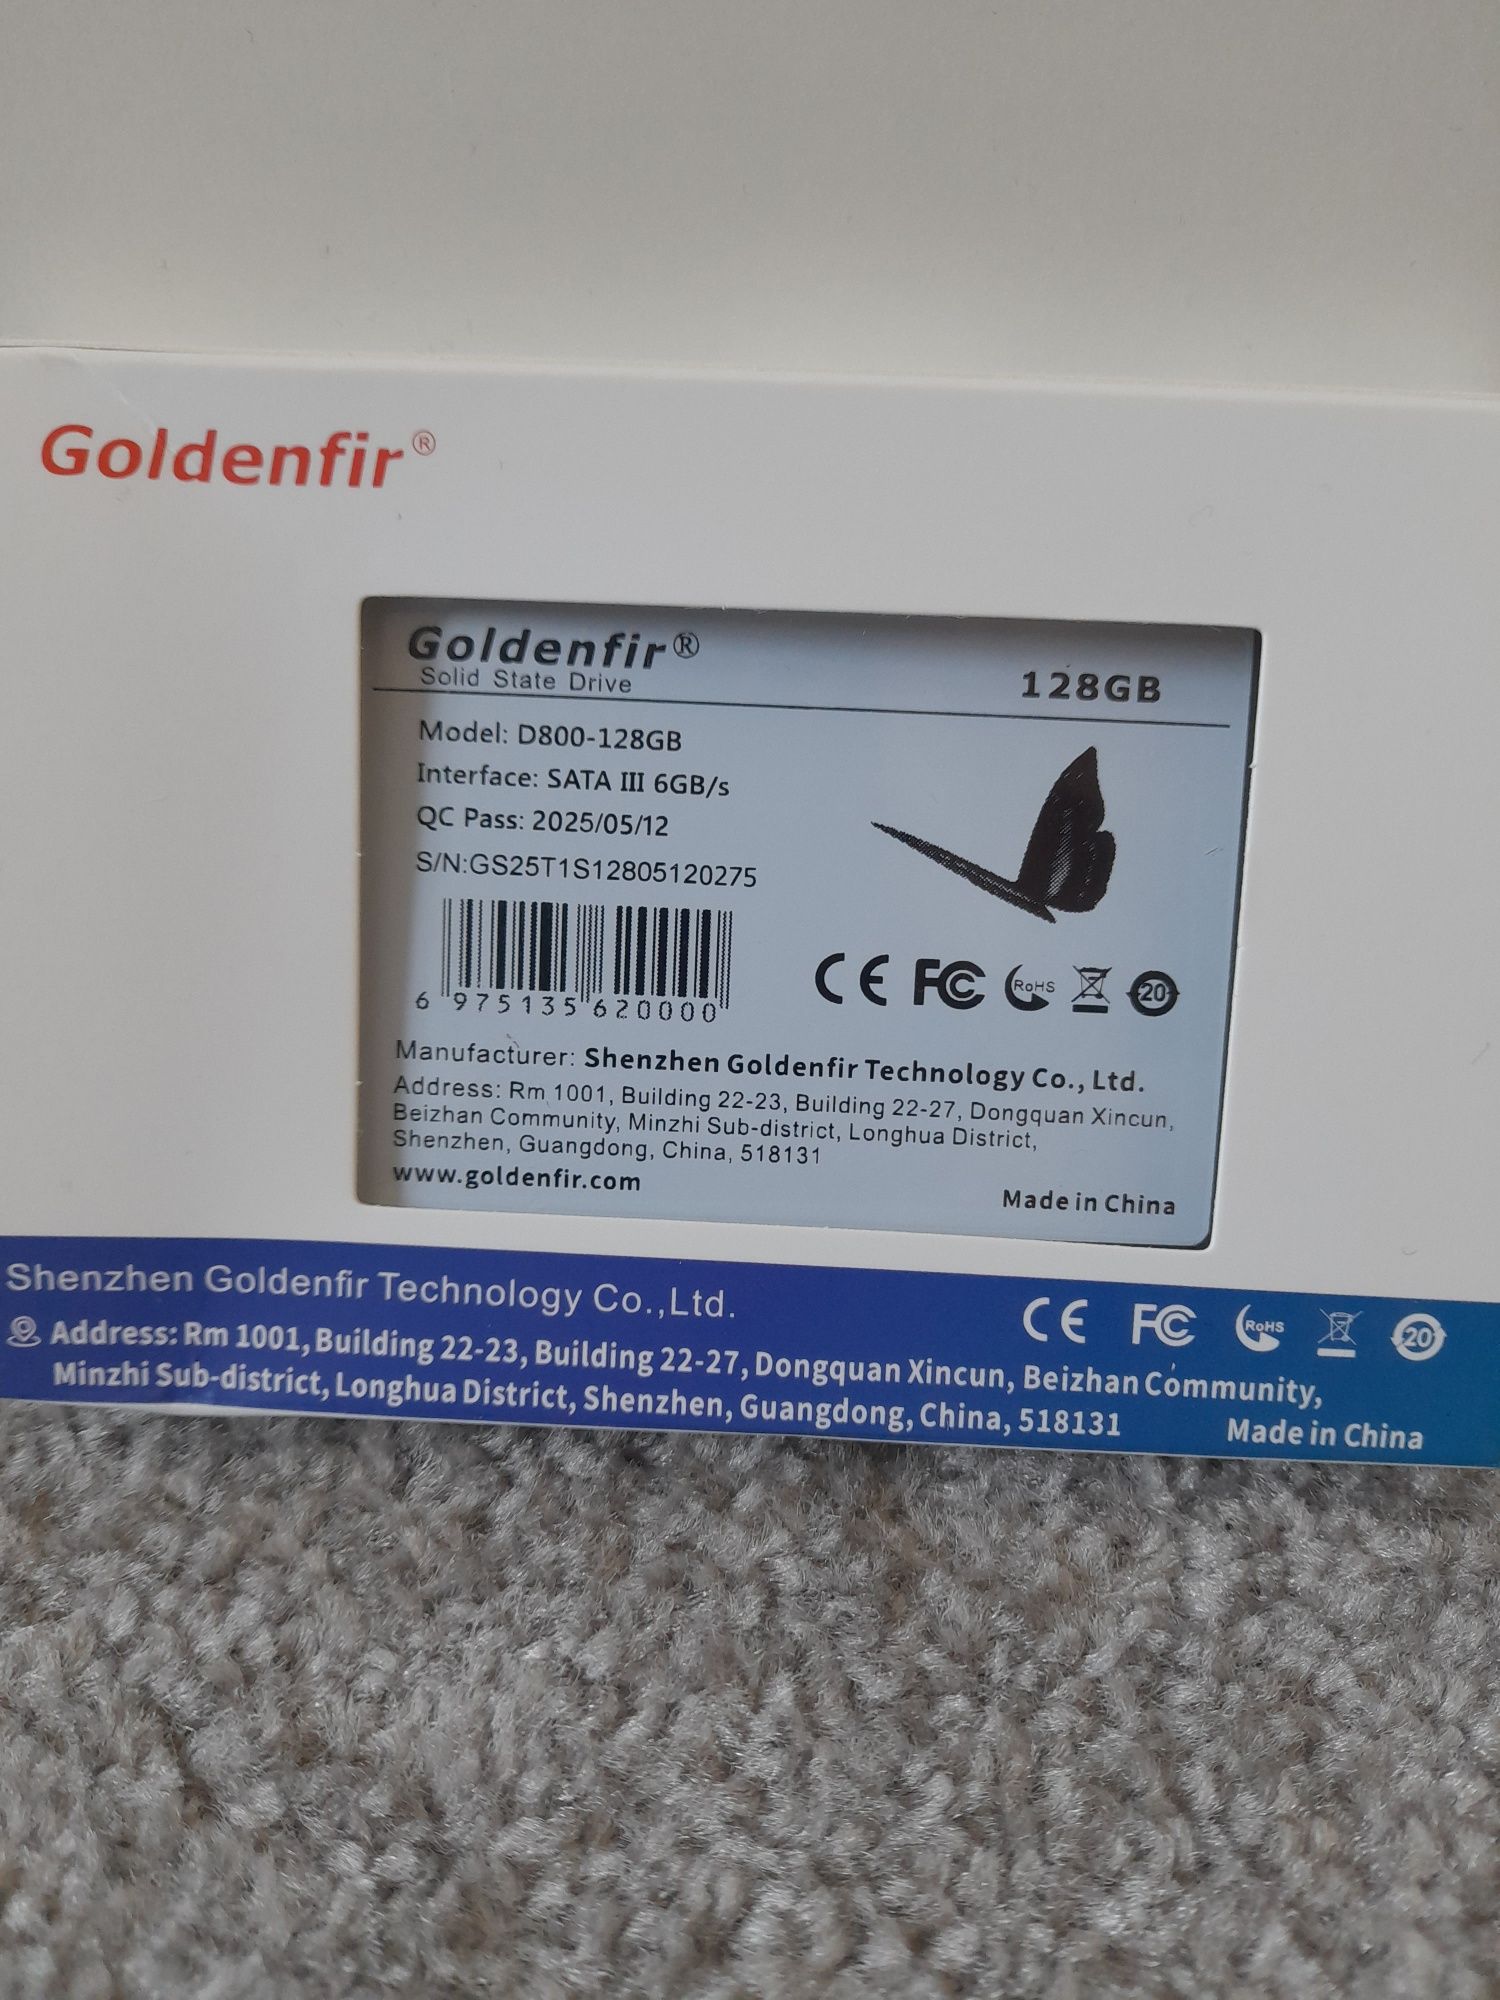 Goldenfir®
Goldenfir®
Solid State Drive
128GB
Model: D800-128GB
Interface: SATA III 6GB/s
QC Pass: 2025/05/12
S/N:GS25T1S12805120275
6 975135 620000
CE FC RoHS 20
Manufacturer: Shenzhen Goldenfir Technology Co., Ltd.
Address: Rm 1001, Building 22-23, Building 22-27, Dongquan Xincun,
Beizhan Community, Minzhi Sub-district, Longhua District,
Shenzhen, Guangdong, China, 518131
www.goldenfir.com
Made in China
Shenzhen Goldenfir Technology Co.,Ltd.
CE FC RoHS 20
Address: Rm 1001, Building 22-23, Building 22-27, Dongquan Xincun, Beizhan Community,
Minzhi Sub-district, Longhua District, Shenzhen, Guangdong, China, 518131
Made in China